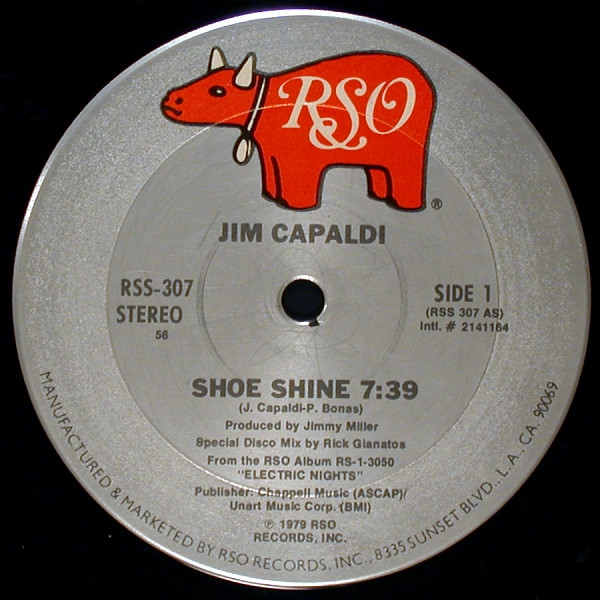 RSO
®
JIM CAPALDI
RSS-307
STEREO
56
SIDE 1
(RSS 307 AS)
Intl. # 2141164
SHOE SHINE 7:39
(J. Capaldi-P. Bonas)
Produced by Jimmy Miller
Special Disco Mix by Rick Gianatos
From the RSO Album RS-1-3050
"ELECTRIC NIGHTS"
Publisher: Chappell Music (ASCAP)/
Unart Music Corp. (BMI)
℗ 1979 RSO
RECORDS, INC.
MANUFACTURED & MARKETED BY RSO RECORDS, INC., 8335 SUNSET BLVD., L.A., CA. 90069